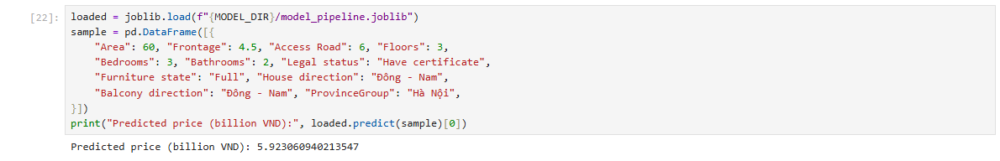 [22]: loaded = joblib.load(f"{MODEL_DIR}/model_pipeline.joblib")
sample = pd.DataFrame([{
    "Area": 60, "Frontage": 4.5, "Access Road": 6, "Floors": 3,
    "Bedrooms": 3, "Bathrooms": 2, "Legal status": "Have certificate",
    "Furniture state": "Full", "House direction": "Đông - Nam",
    "Balcony direction": "Đông - Nam", "ProvinceGroup": "Hà Nội",
}])
print("Predicted price (billion VND):", loaded.predict(sample)[0])
Predicted price (billion VND): 5.923060940213547